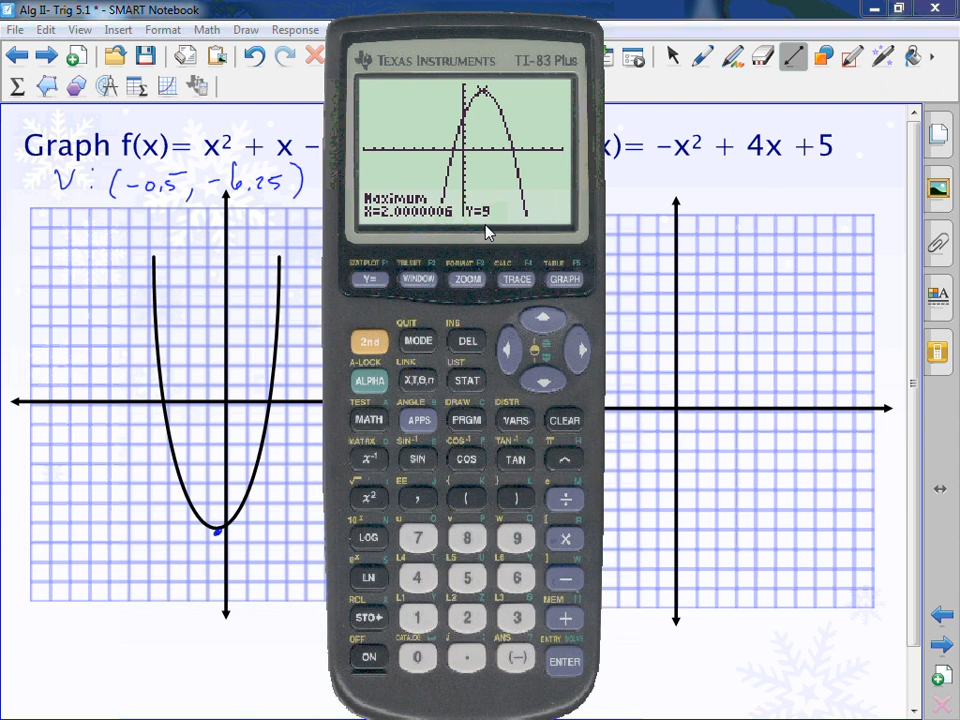 Alg II- Trig 5.1 * - SMART Notebook
File Edit View Insert Format Math Draw Response
Graph f(x)= x² + x –
x)= –x² + 4x +5
V : (-0.5, -6.25)
TEXAS INSTRUMENTS TI-83 Plus
Maximum
X=2.0000006 Y=9
STAT PLOT F1 TBLSET F2 FORMAT F3 CALC F4 TABLE F5
Y= WINDOW ZOOM TRACE GRAPH
QUIT INS
2nd MODE DEL
A-LOCK LINK LIST
ALPHA X,T,Θ,n STAT
TEST A ANGLE B DRAW C DISTR
MATH APPS PRGM VARS CLEAR
MATRX D SIN⁻¹ E COS⁻¹ F TAN⁻¹ G π H
x⁻¹ SIN COS TAN ^
√ I EE J { K } L e M
x² , ( ) ÷
10ˣ N u O v P w Q [ R
LOG 7 8 9 ×
eˣ S L4 T L5 U L6 V ] W
LN 4 5 6 –
RCL X L1 Y L2 Z L3 θ MEM "
STO▸ 1 2 3 +
OFF CATALOG i ANS ? ENTRY SOLVE
ON 0 . (–) ENTER